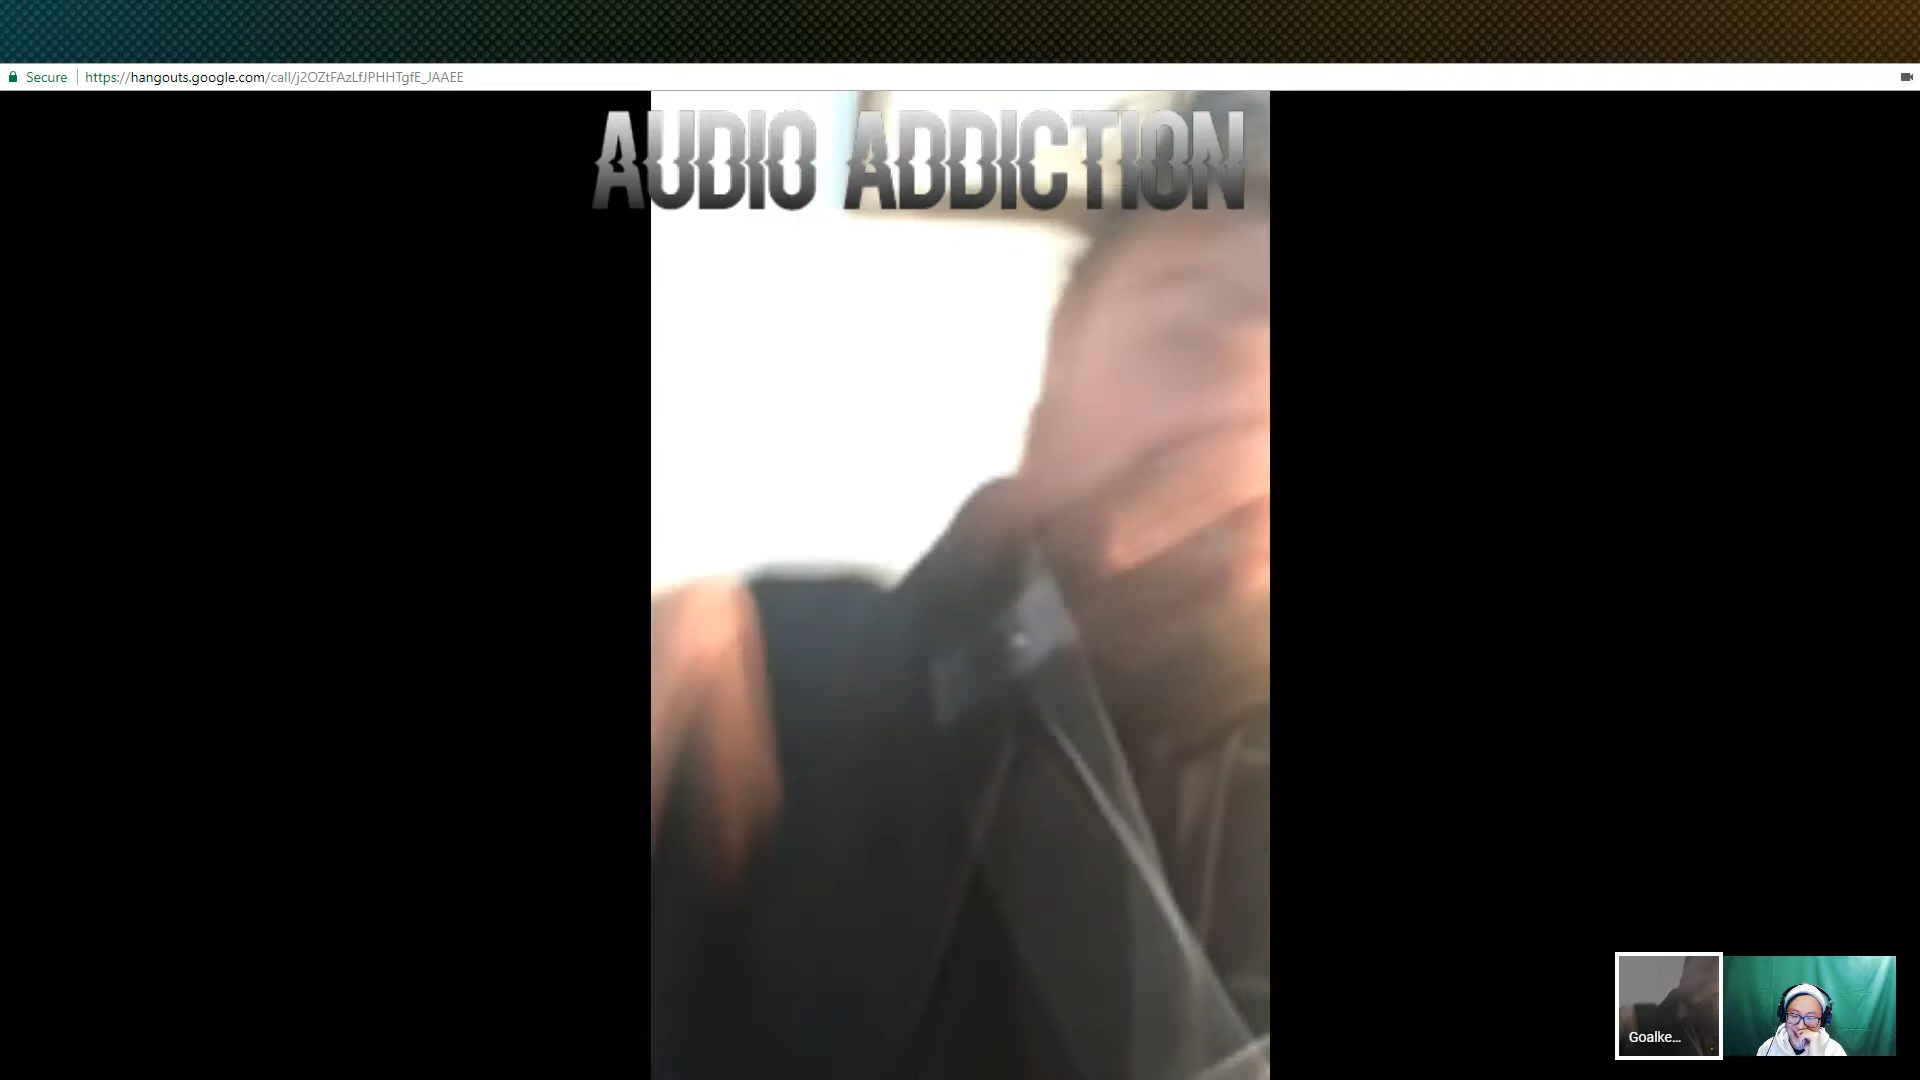 Secure https://hangouts.google.com/call/j2OZtFAzLfJPHHTgfE_JAAEE
AUDIO ADDICTION
Goalke...